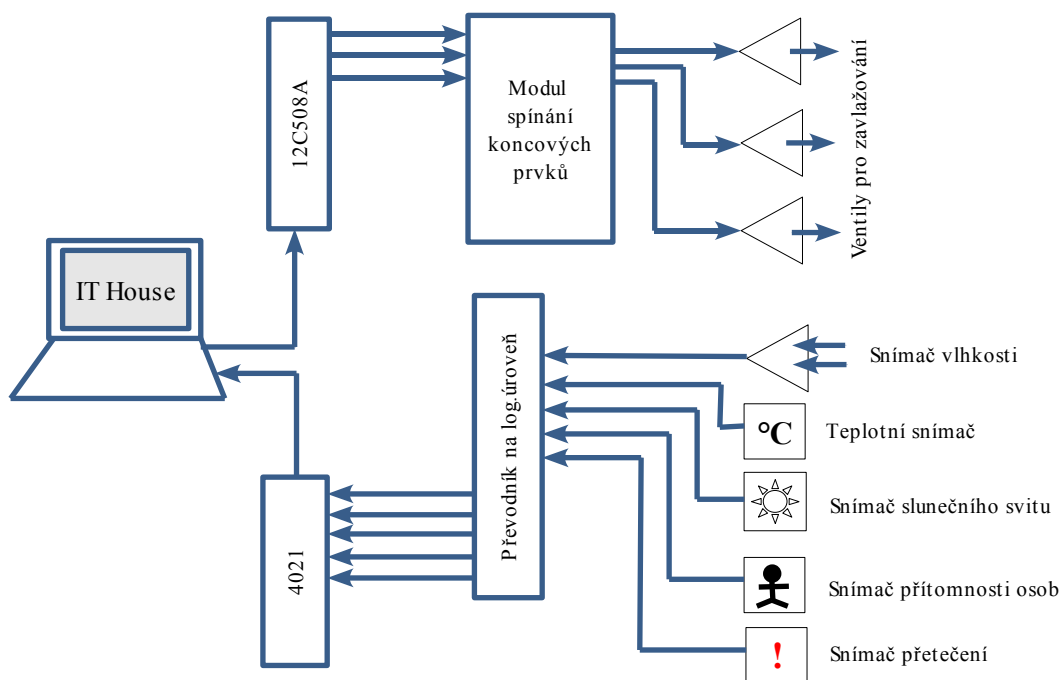 12C508A
Modul
spínání
koncových
prvků
Ventily pro zavlažování
IT House
Převodník na log.úroveň
4021
Snímač vlhkosti
°C
Teplotní snímač
Snímač slunečního svitu
Snímač přítomnosti osob
!
Snímač přetečení